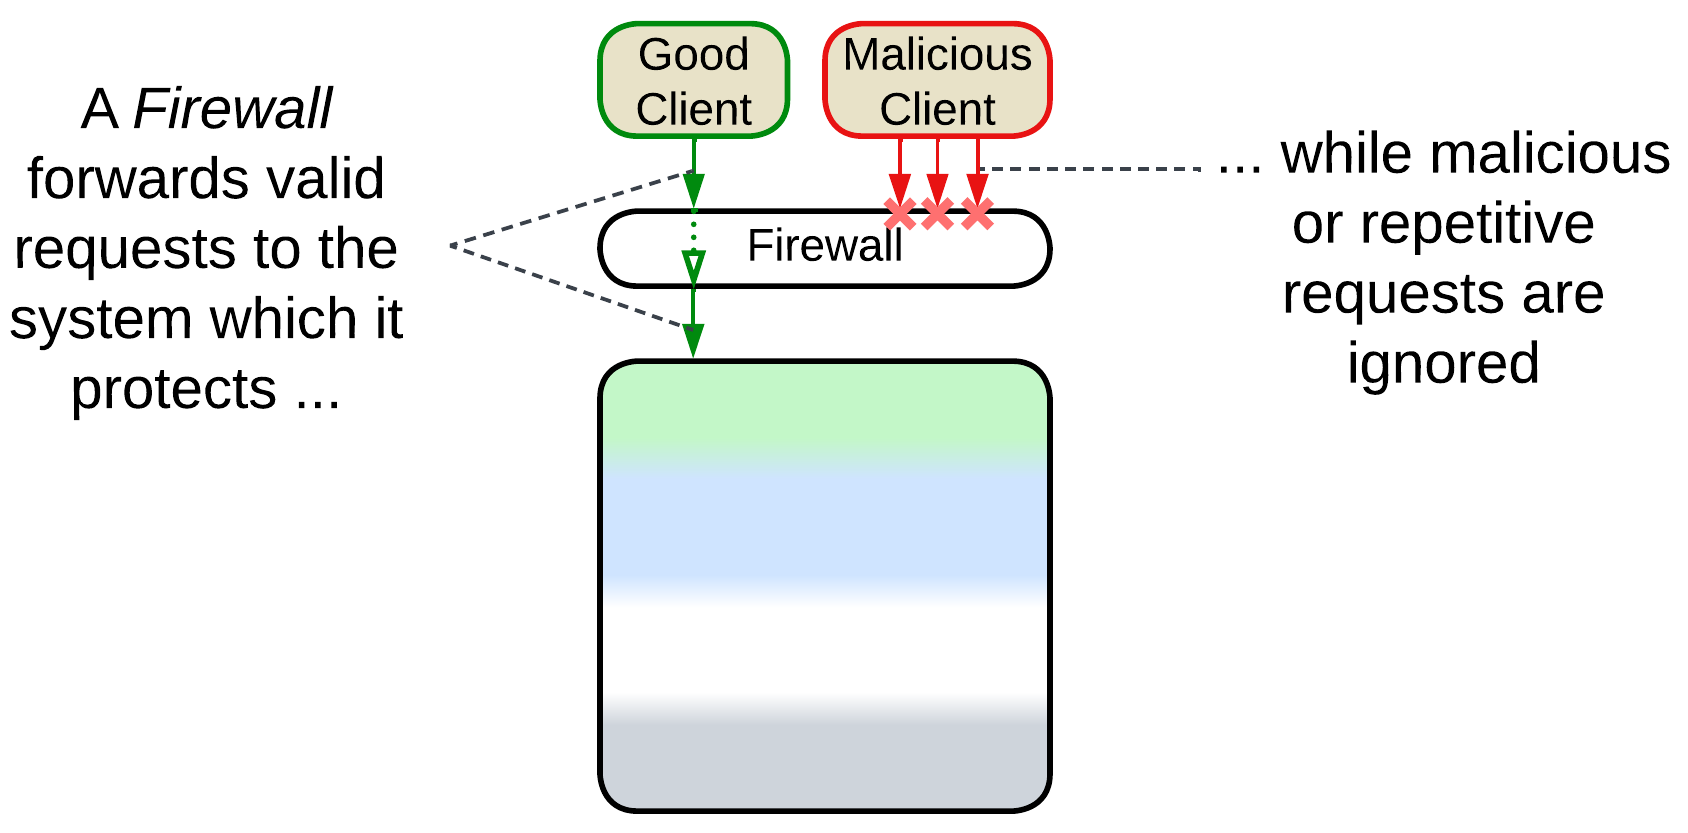 A Firewall
forwards valid
requests to the
system which it
protects ...
Good
Client
Malicious
Client
Firewall
... while malicious
or repetitive
requests are
ignored